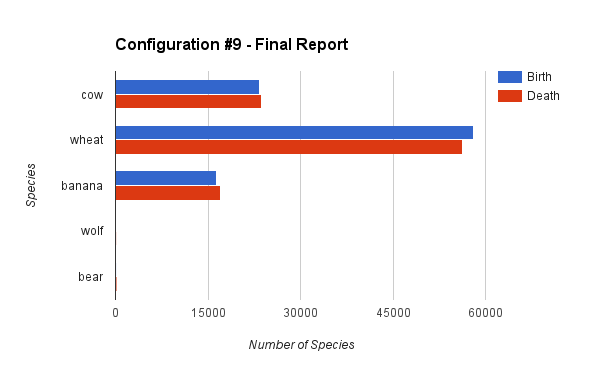 Configuration #9 - Final Report
Birth
Death
cow
wheat
banana
wolf
bear
Species
0 15000 30000 45000 60000
Number of Species